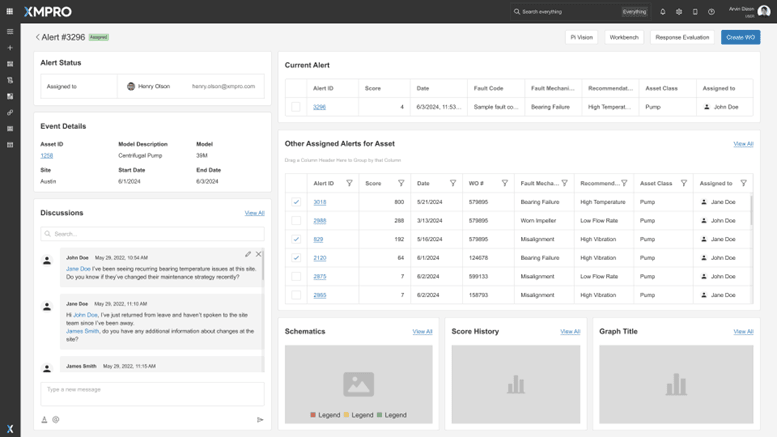 XMPRO
Search everything
Everything
Arvin Olson
USER
Alert #3296
Assigned
Pi Vision
Workbench
Response Evaluation
Create WO
Alert Status
Assigned to
Henry Olson
henry.olson@xmpro.com
Event Details
Asset ID
Model Description
Model
1258
Centrifugal Pump
39M
Site
Start Date
End Date
Austin
6/1/2024
6/3/2024
Discussions
View All
Search...
John Doe May 29, 2022, 10:54 AM
Jane Doe I've been seeing recurring bearing temperature issues at this site.
Do you know if they've changed their maintenance strategy recently?
Jane Doe May 29, 2022, 11:10 AM
Hi John Doe, I've just returned from leave and haven't spoken to the site
team since I've been away.
James Smith, do you have any additional information about changes at the
site?
James Smith May 29, 2022, 11:15 AM
Type a new message
Current Alert
Alert ID Score Date Fault Code Fault Mechani... Recommendat... Asset Class Assigned to
3296 4 6/3/2024, 11:53... Sample fault co... Bearing Failure High Temperat... Pump John Doe
Other Assigned Alerts for Asset
View All
Drag a Column Header Here to Group by that Column
Alert ID Score Date WO # Fault Mecha... Recommend... Asset Class Assigned to
3018 800 5/21/2024 579895 Bearing Failure High Temperature Pump Jane Doe
2988 288 3/13/2024 579895 Worn Impeller Low Flow Rate Pump John Doe
829 192 5/16/2024 579895 Misalignment High Vibration Pump Jane Doe
2120 64 6/1/2024 124678 Bearing Failure High Vibration Pump John Doe
2875 7 6/2/2024 599133 Misalignment Low Flow Rate Pump John Doe
2865 7 6/2/2024 158793 Misalignment High Vibration Pump John Doe
Schematics
View All
Legend Legend Legend
Score History
View All
Graph Title
View All